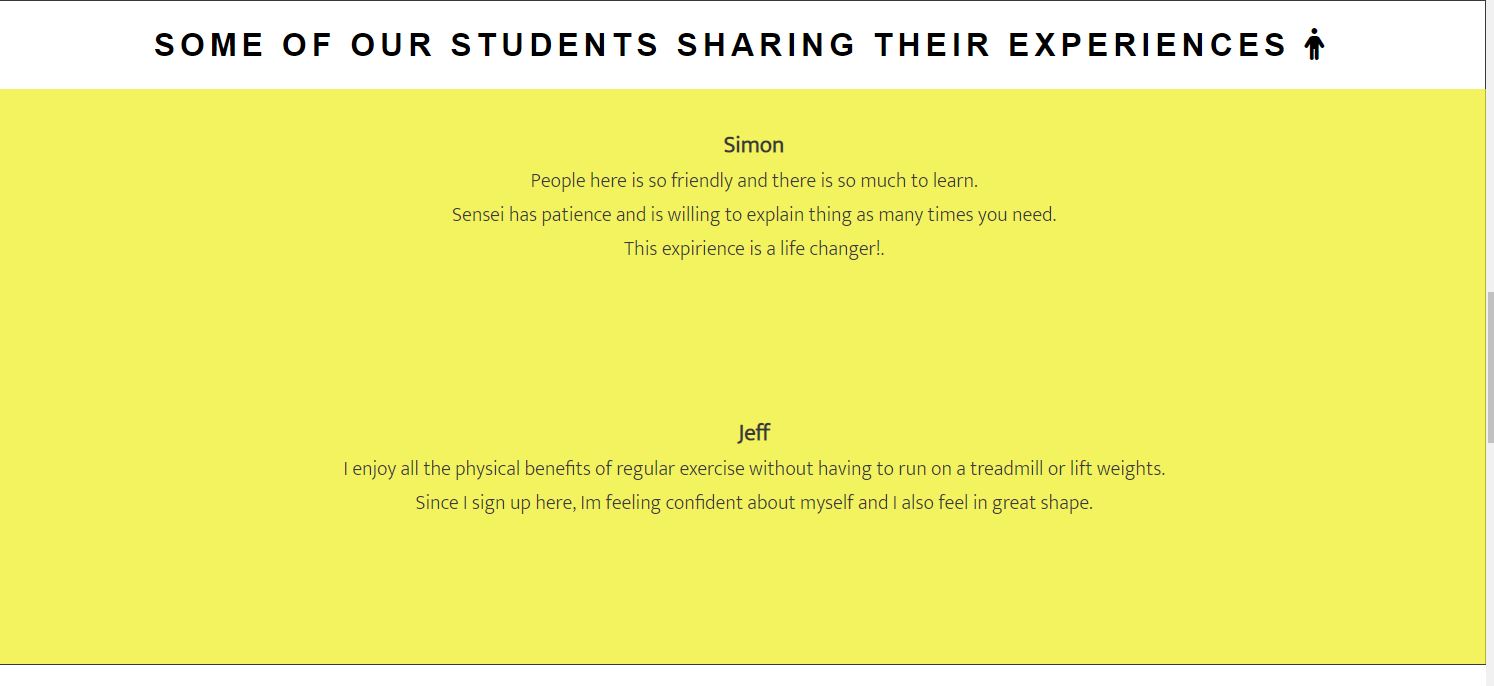 SOME OF OUR STUDENTS SHARING THEIR EXPERIENCES
Simon
People here is so friendly and there is so much to learn.
Sensei has patience and is willing to explain thing as many times you need.
This expirience is a life changer!.
Jeff
I enjoy all the physical benefits of regular exercise without having to run on a treadmill or lift weights.
Since I sign up here, Im feeling confident about myself and I also feel in great shape.